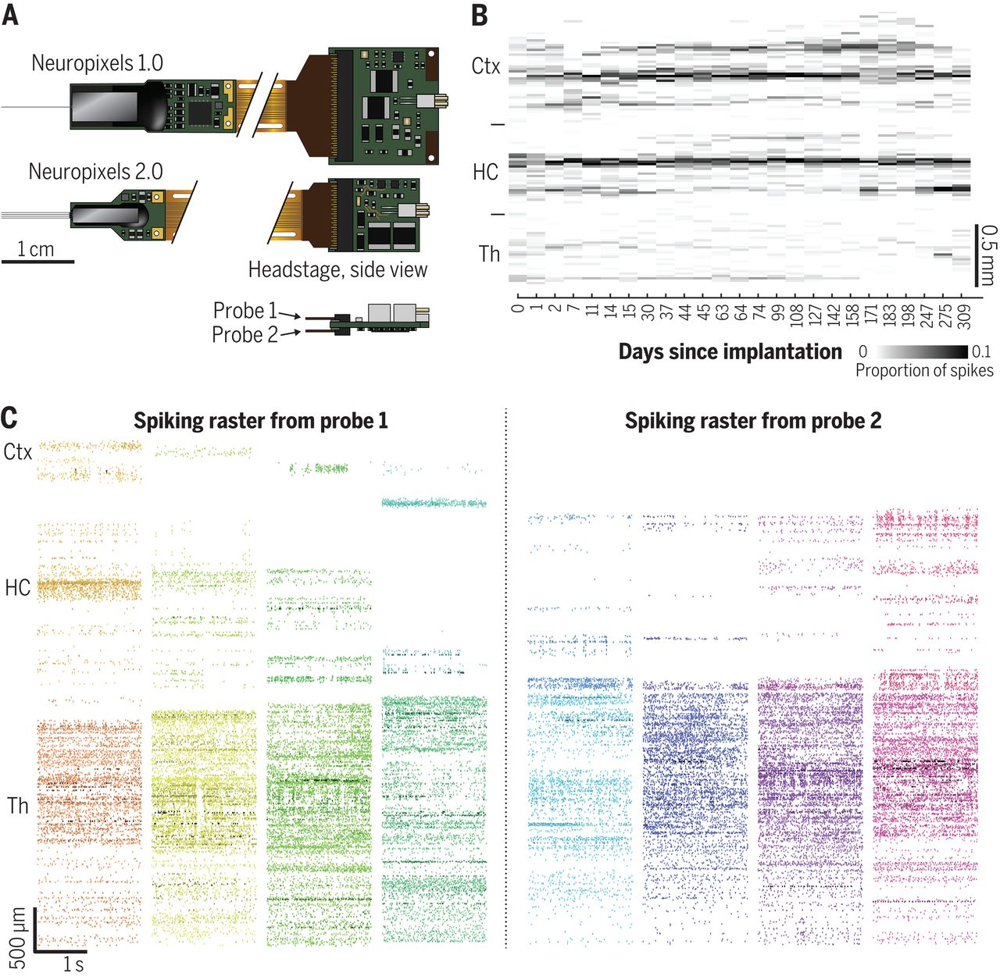 A
Neuropixels 1.0
Neuropixels 2.0
1 cm
Headstage, side view
Probe 1
Probe 2
B
Ctx
HC
Th
0.5 mm
0 1 2 7 11 14 15 30 37 44 45 63 64 74 99 108 127 142 158 171 183 198 247 275 309
Days since implantation
0 0.1
Proportion of spikes
C
Spiking raster from probe 1
Spiking raster from probe 2
Ctx
HC
Th
500 µm
1 s